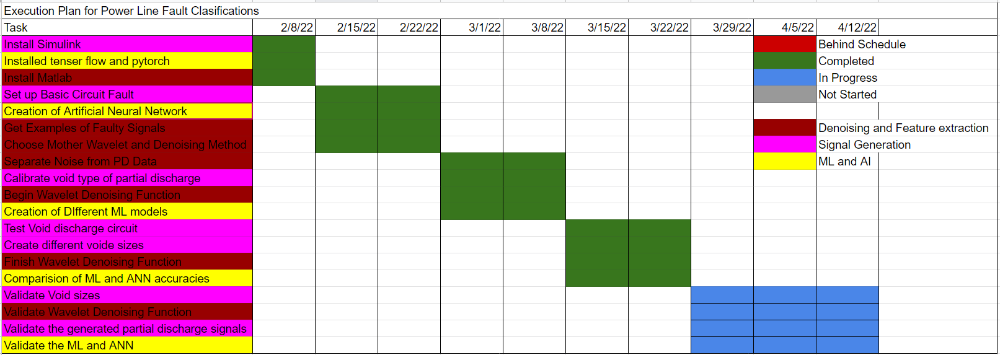 Execution Plan for Power Line Fault Clasifications
Task 2/8/22 2/15/22 2/22/22 3/1/22 3/8/22 3/15/22 3/22/22 3/29/22 4/5/22 4/12/22
Install Simulink Behind Schedule
Installed tenser flow and pytorch Completed
Install Matlab In Progress
Set up Basic Circuit Fault Not Started
Creation of Artificial Neural Network
Get Examples of Faulty Signals Denoising and Feature extraction
Choose Mother Wavelet and Denoising Method Signal Generation
Separate Noise from PD Data ML and AI
Calibrate void type of partial discharge
Begin Wavelet Denoising Function
Creation of DIfferent ML models
Test Void discharge circuit
Create different voide sizes
Finish Wavelet Denoising Function
Comparision of ML and ANN accuracies
Validate Void sizes
Validate Wavelet Denoising Function
Validate the generated partial discharge signals
Validate the ML and ANN